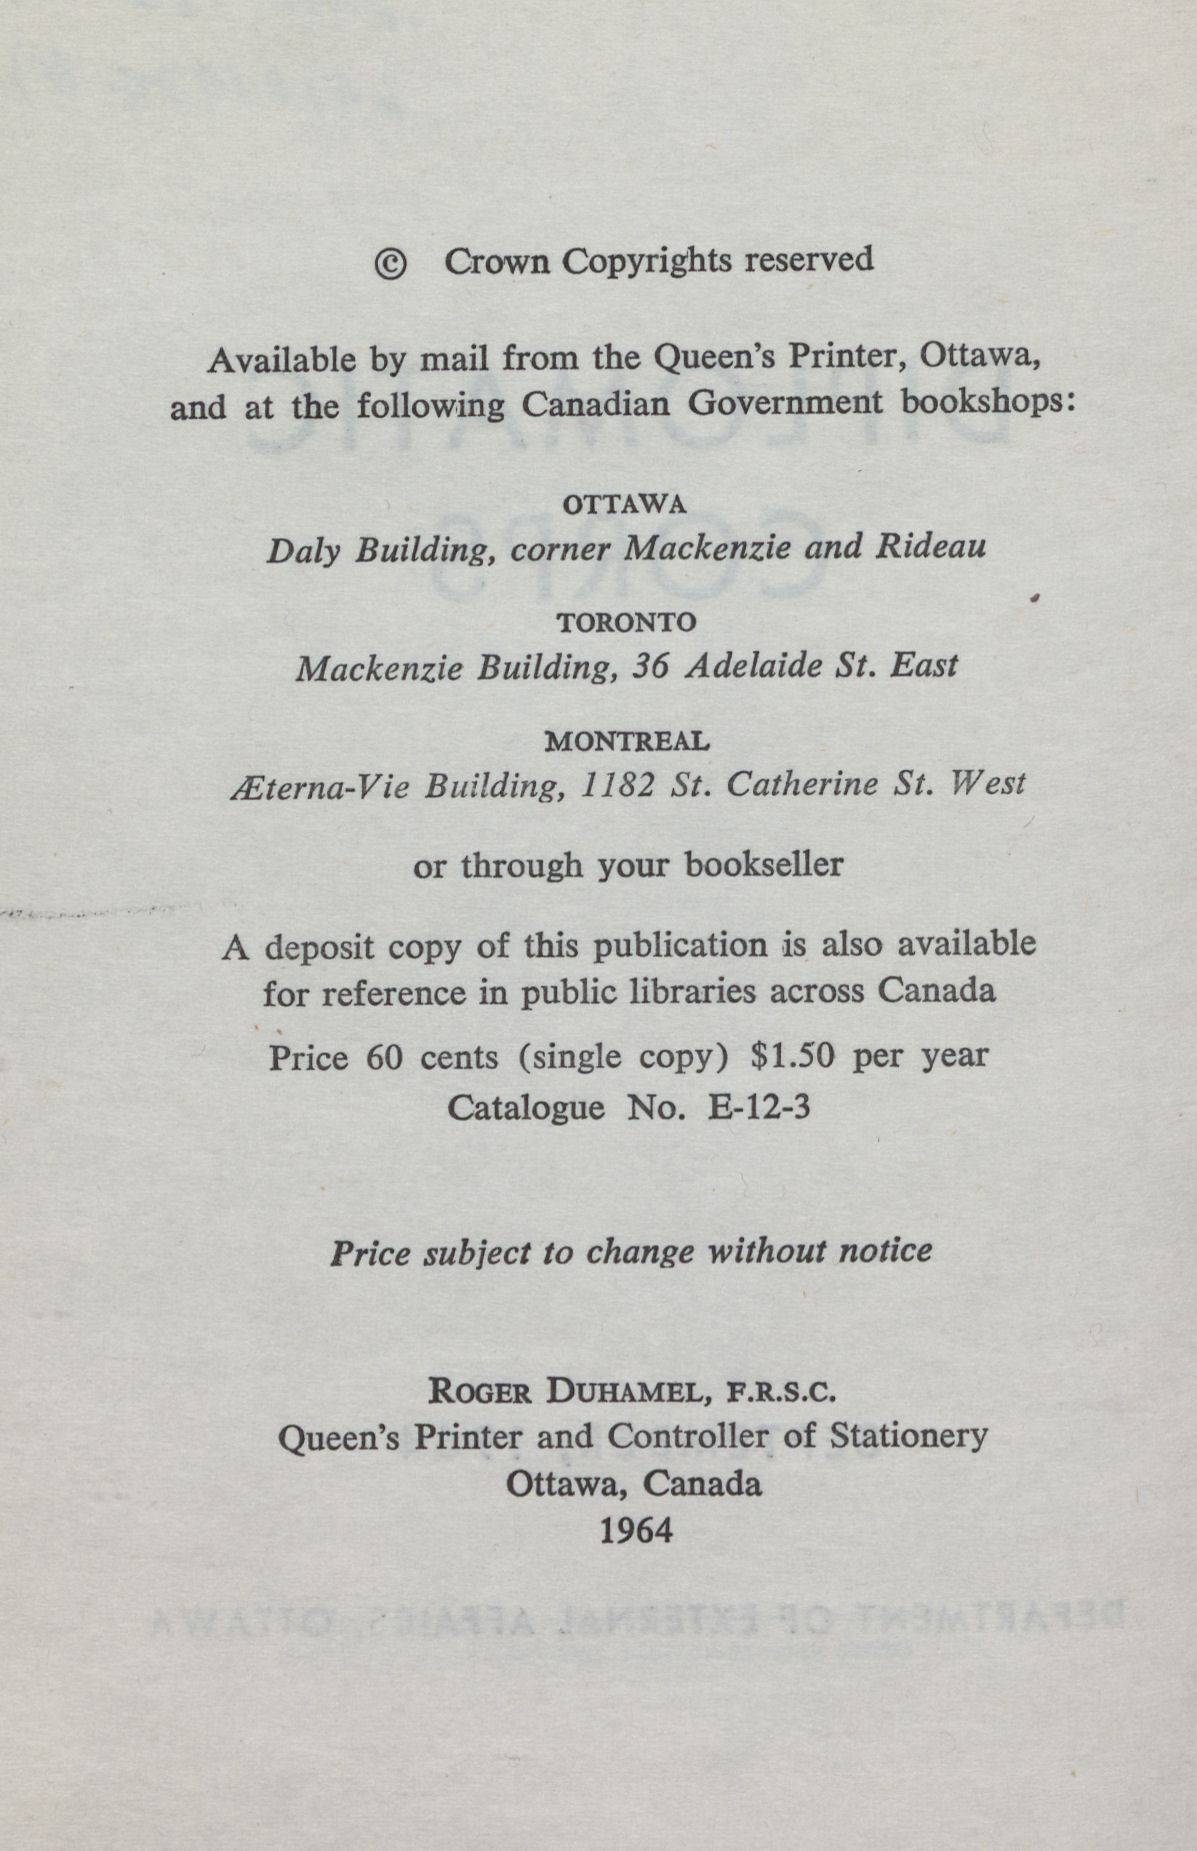 © Crown Copyrights reserved
Available by mail from the Queen's Printer, Ottawa,
and at the following Canadian Government bookshops:
OTTAWA
Daly Building, corner Mackenzie and Rideau
TORONTO
Mackenzie Building, 36 Adelaide St. East
MONTREAL
Æterna-Vie Building, 1182 St. Catherine St. West
or through your bookseller
A deposit copy of this publication is also available
for reference in public libraries across Canada
Price 60 cents (single copy) $1.50 per year
Catalogue No. E-12-3
Price subject to change without notice
ROGER DUHAMEL, F.R.S.C.
Queen's Printer and Controller of Stationery
Ottawa, Canada
1964